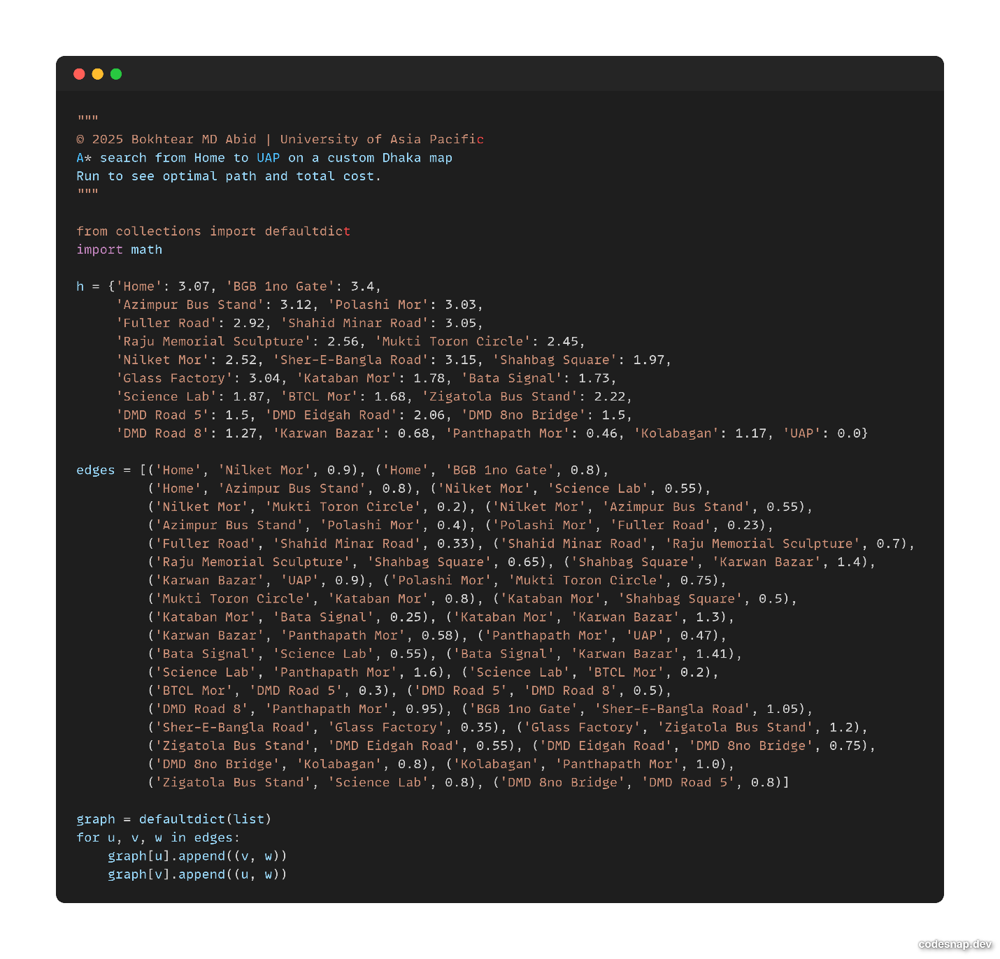 """
© 2025 Bokhtear MD Abid | University of Asia Pacific
A* search from Home to UAP on a custom Dhaka map
Run to see optimal path and total cost.
"""
from collections import defaultdict
import math
h = {'Home': 3.07, 'BGB 1no Gate': 3.4,
     'Azimpur Bus Stand': 3.12, 'Polashi Mor': 3.03,
     'Fuller Road': 2.92, 'Shahid Minar Road': 3.05,
     'Raju Memorial Sculpture': 2.56, 'Mukti Toron Circle': 2.45,
     'Nilket Mor': 2.52, 'Sher-E-Bangla Road': 3.15, 'Shahbag Square': 1.97,
     'Glass Factory': 3.04, 'Kataban Mor': 1.78, 'Bata Signal': 1.73,
     'Science Lab': 1.87, 'BTCL Mor': 1.68, 'Zigatola Bus Stand': 2.22,
     'DMD Road 5': 1.5, 'DMD Eidgah Road': 2.06, 'DMD 8no Bridge': 1.5,
     'DMD Road 8': 1.27, 'Karwan Bazar': 0.68, 'Panthapath Mor': 0.46, 'Kolabagan': 1.17, 'UAP': 0.0}
edges = [('Home', 'Nilket Mor', 0.9), ('Home', 'BGB 1no Gate', 0.8),
         ('Home', 'Azimpur Bus Stand', 0.8), ('Nilket Mor', 'Science Lab', 0.55),
         ('Nilket Mor', 'Mukti Toron Circle', 0.2), ('Nilket Mor', 'Azimpur Bus Stand', 0.55),
         ('Azimpur Bus Stand', 'Polashi Mor', 0.4), ('Polashi Mor', 'Fuller Road', 0.23),
         ('Fuller Road', 'Shahid Minar Road', 0.33), ('Shahid Minar Road', 'Raju Memorial Sculpture', 0.7),
         ('Raju Memorial Sculpture', 'Shahbag Square', 0.65), ('Shahbag Square', 'Karwan Bazar', 1.4),
         ('Karwan Bazar', 'UAP', 0.9), ('Polashi Mor', 'Mukti Toron Circle', 0.75),
         ('Mukti Toron Circle', 'Kataban Mor', 0.8), ('Kataban Mor', 'Shahbag Square', 0.5),
         ('Kataban Mor', 'Bata Signal', 0.25), ('Kataban Mor', 'Karwan Bazar', 1.3),
         ('Karwan Bazar', 'Panthapath Mor', 0.58), ('Panthapath Mor', 'UAP', 0.47),
         ('Bata Signal', 'Science Lab', 0.55), ('Bata Signal', 'Karwan Bazar', 1.41),
         ('Science Lab', 'Panthapath Mor', 1.6), ('Science Lab', 'BTCL Mor', 0.2),
         ('BTCL Mor', 'DMD Road 5', 0.3), ('DMD Road 5', 'DMD Road 8', 0.5),
         ('DMD Road 8', 'Panthapath Mor', 0.95), ('BGB 1no Gate', 'Sher-E-Bangla Road', 1.05),
         ('Sher-E-Bangla Road', 'Glass Factory', 0.35), ('Glass Factory', 'Zigatola Bus Stand', 1.2),
         ('Zigatola Bus Stand', 'DMD Eidgah Road', 0.55), ('DMD Eidgah Road', 'DMD 8no Bridge', 0.75),
         ('DMD 8no Bridge', 'Kolabagan', 0.8), ('Kolabagan', 'Panthapath Mor', 1.0),
         ('Zigatola Bus Stand', 'Science Lab', 0.8), ('DMD 8no Bridge', 'DMD Road 5', 0.8)]
graph = defaultdict(list)
for u, v, w in edges:
    graph[u].append((v, w))
    graph[v].append((u, w))
codesnap.dev